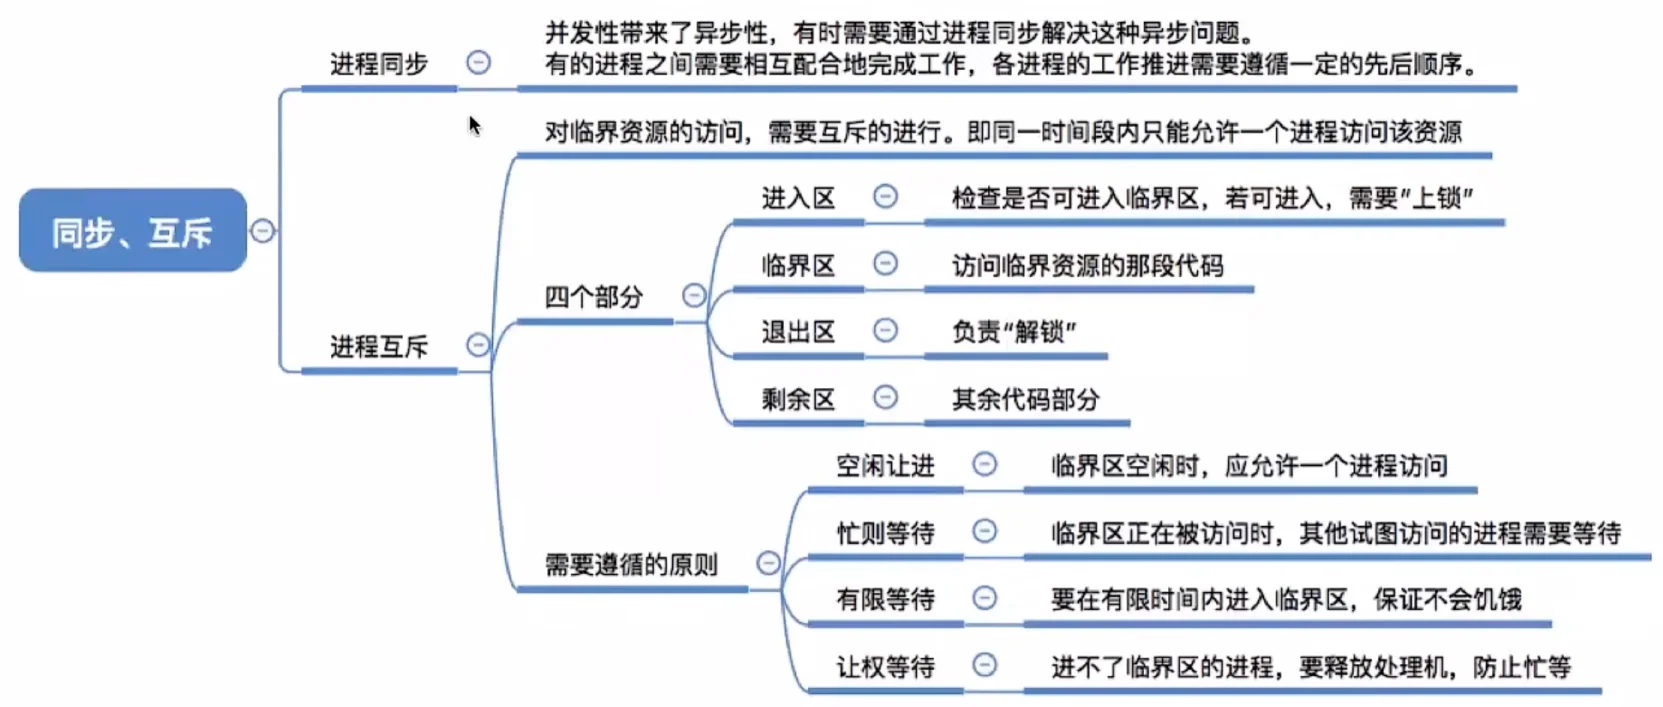 同步、互斥
进程同步
并发性带来了异步性，有时需要通过进程同步解决这种异步问题。
有的进程之间需要相互配合地完成工作，各进程的工作推进需要遵循一定的先后顺序。
进程互斥
对临界资源的访问，需要互斥的进行。即同一时间段内只能允许一个进程访问该资源
四个部分
进入区
检查是否可进入临界区，若可进入，需要“上锁”
临界区
访问临界资源的那段代码
退出区
负责“解锁”
剩余区
其余代码部分
需要遵循的原则
空闲让进
临界区空闲时，应允许一个进程访问
忙则等待
临界区正在被访问时，其他试图访问的进程需要等待
有限等待
要在有限时间内进入临界区，保证不会饥饿
让权等待
进不了临界区的进程，要释放处理机，防止忙等